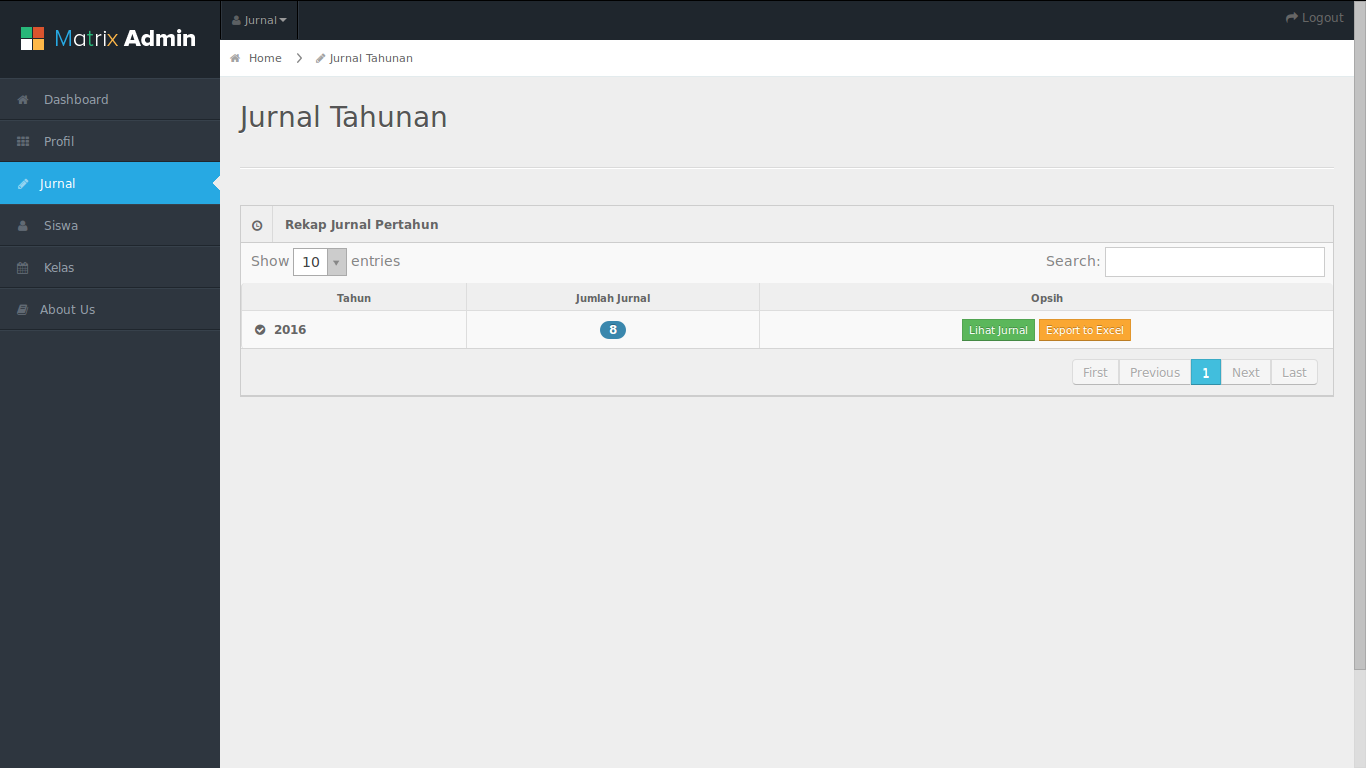 Matrix Admin
Jurnal
Logout
Home
Jurnal Tahunan
Dashboard
Profil
Jurnal
Siswa
Kelas
About Us
Jurnal Tahunan
Rekap Jurnal Pertahun
Show 10 entries
Search:
Tahun Jumlah Jurnal Opsih
2016 8 Lihat Jurnal Export to Excel
First Previous 1 Next Last